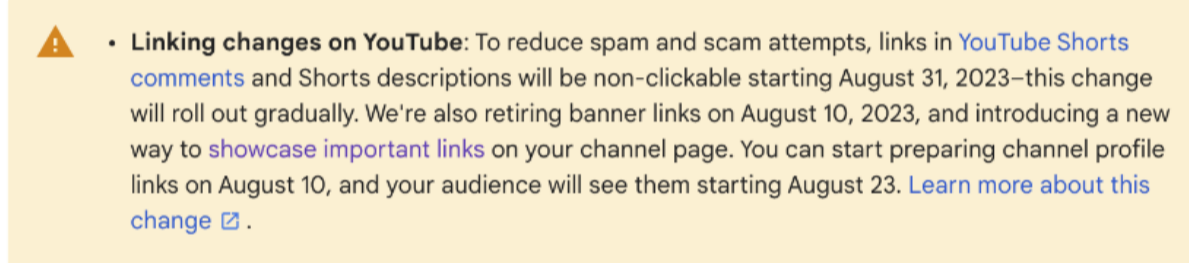 • Linking changes on YouTube: To reduce spam and scam attempts, links in YouTube Shorts
comments and Shorts descriptions will be non-clickable starting August 31, 2023–this change
will roll out gradually. We're also retiring banner links on August 10, 2023, and introducing a new
way to showcase important links on your channel page. You can start preparing channel profile
links on August 10, and your audience will see them starting August 23. Learn more about this
change .